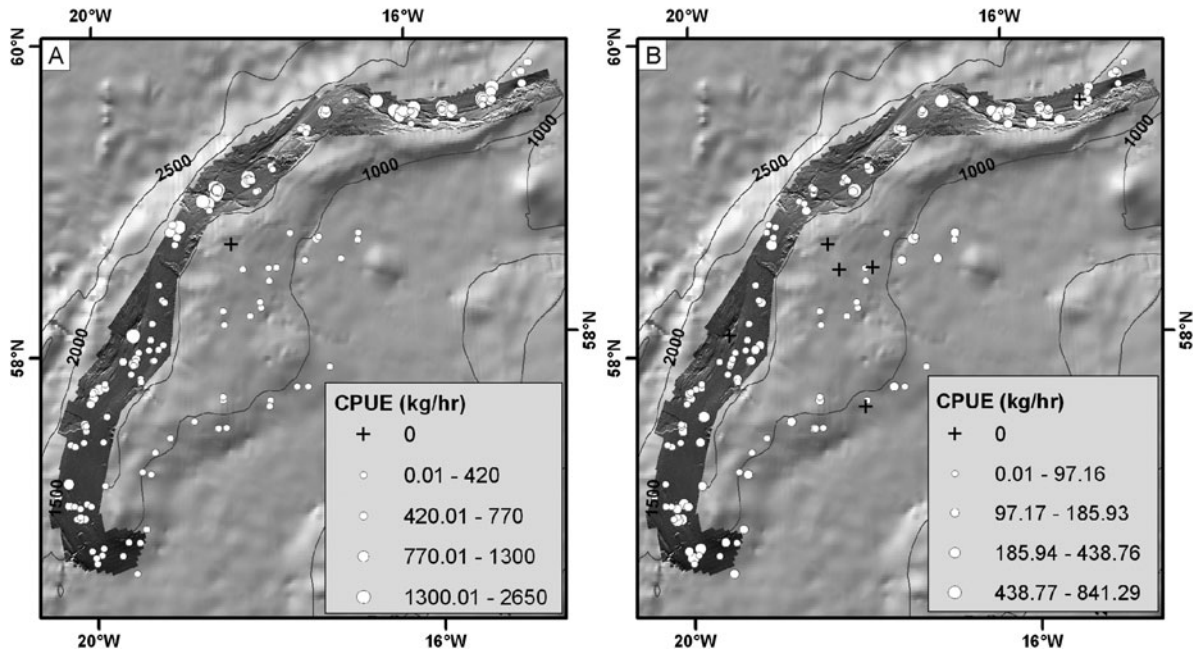 20°W
16°W
20°W
16°W
60°N
A
60°N
B
2500
1000
1000
2500
1000
1000
58°N
58°N
2000
58°N
2000
58°N
1500
1500
CPUE (kg/hr)
0
0.01 - 420
420.01 - 770
770.01 - 1300
1300.01 - 2650
CPUE (kg/hr)
0
0.01 - 97.16
97.17 - 185.93
185.94 - 438.76
438.77 - 841.29
20°W
16°W
20°W
16°W